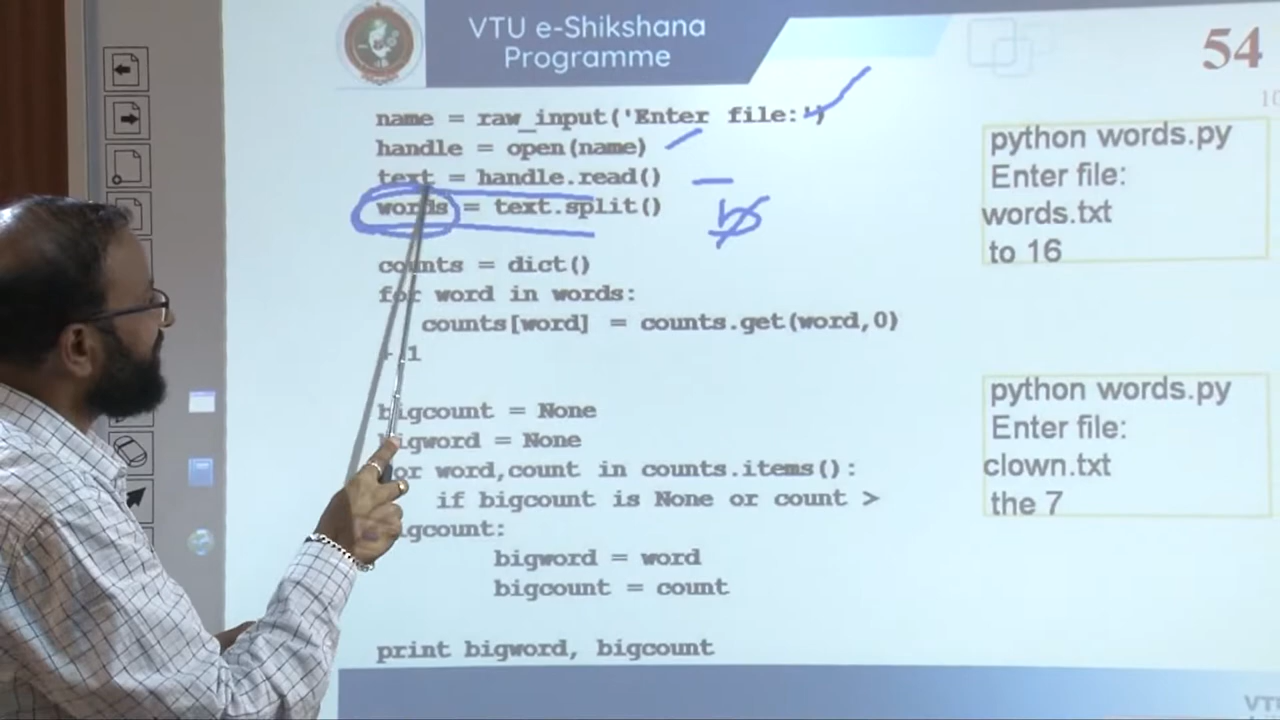 VTU e-Shikshana
Programme
54
name = raw_input('Enter file:')
handle = open(name)
text = handle.read()
words = text.split()
counts = dict()
for word in words:
counts[word] = counts.get(word,0)
+ 1
bigcount = None
bigword = None
for word,count in counts.items():
if bigcount is None or count >
bigcount:
bigword = word
bigcount = count
print bigword, bigcount
python words.py
Enter file:
words.txt
to 16
python words.py
Enter file:
clown.txt
the 7